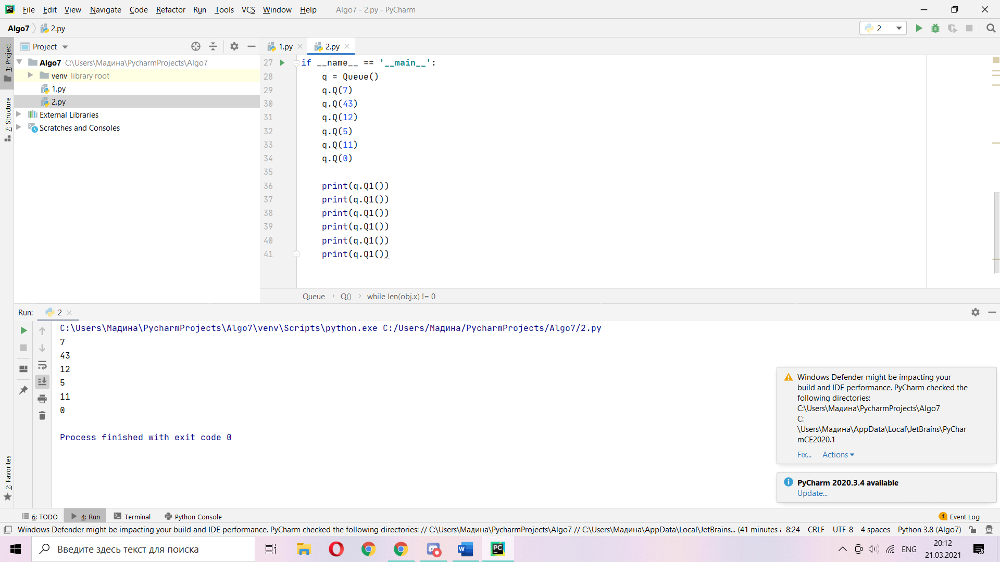 File Edit View Navigate Code Refactor Run Tools VCS Window Help Algo7 - 2.py - PyCharm
Algo7 2.py
2
Project
1.py
2.py
1: Project
7: Structure
2: Favorites
Algo7 C:\Users\Мадина\PycharmProjects\Algo7
venv library root
1.py
2.py
External Libraries
Scratches and Consoles
27 if __name__ == '__main__':
28 q = Queue()
29 q.Q(7)
30 q.Q(43)
31 q.Q(12)
32 q.Q(5)
33 q.Q(11)
34 q.Q(0)
35
36 print(q.Q1())
37 print(q.Q1())
38 print(q.Q1())
39 print(q.Q1())
40 print(q.Q1())
41 print(q.Q1())
Queue Q() while len(obj.x) != 0
Run: 2
C:\Users\Мадина\PycharmProjects\Algo7\venv\Scripts\python.exe C:/Users/Мадина/PycharmProjects/Algo7/2.py
7
43
12
5
11
0
Process finished with exit code 0
Windows Defender might be impacting your
build and IDE performance. PyCharm checked the
following directories:
C:\Users\Мадина\PycharmProjects\Algo7
C:
\Users\Мадина\AppData\Local\JetBrains\PyChar
mCE2020.1
Fix... Actions
PyCharm 2020.3.4 available
Update...
6: TODO 4: Run Terminal Python Console 1 Event Log
Windows Defender might be impacting your build and IDE performance. PyCharm checked the following directories: // C:\Users\Мадина\PycharmProjects\Algo7 // C:\Users\Мадина\AppData\Local\JetBrains... (41 minutes 8:24 CRLF UTF-8 4 spaces Python 3.8 (Algo7)
Введите здесь текст для поиска
ENG
20:12
21.03.2021